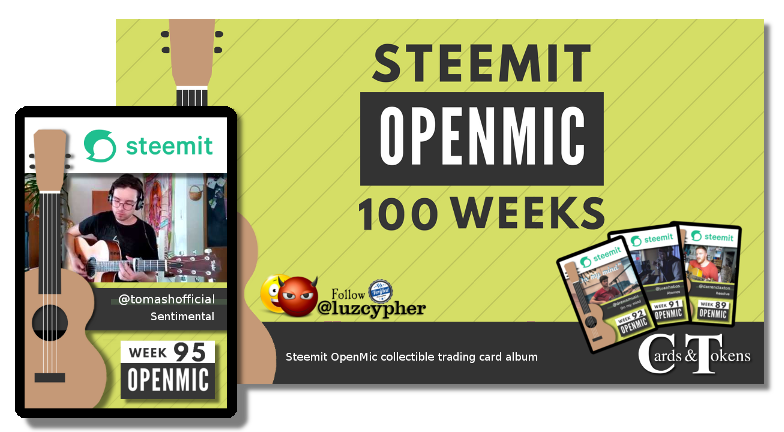 STEEMIT
OPENMIC
100 WEEKS
steemit
@tomashofficial
Sentimental
WEEK 95
OPENMIC
Follow
@luzcypher
Steemit OpenMic collectible trading card album
steemit
WEEK 92
OPENMIC
steemit
WEEK 91
OPENMIC
steemit
WEEK 89
OPENMIC
Cards & Tokens